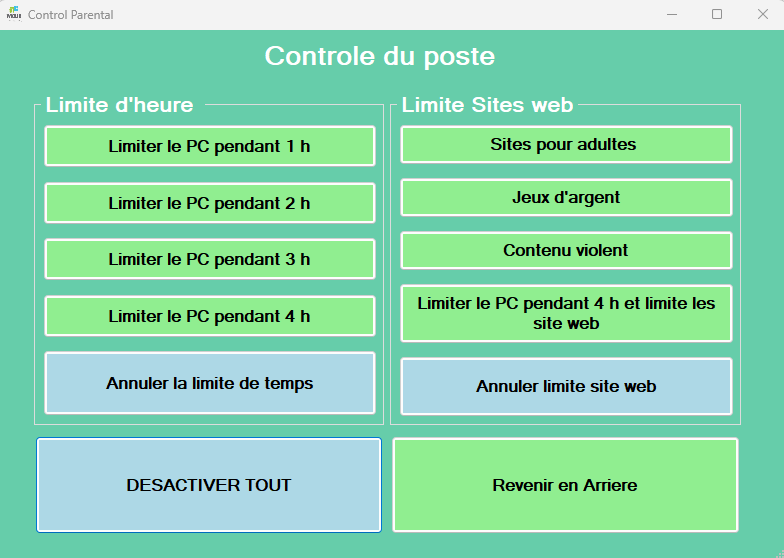 Control Parental
Controle du poste
Limite d'heure
Limiter le PC pendant 1 h
Limiter le PC pendant 2 h
Limiter le PC pendant 3 h
Limiter le PC pendant 4 h
Annuler la limite de temps
Limite Sites web
Sites pour adultes
Jeux d'argent
Contenu violent
Limiter le PC pendant 4 h et limite les
site web
Annuler limite site web
DESACTIVER TOUT
Revenir en Arriere